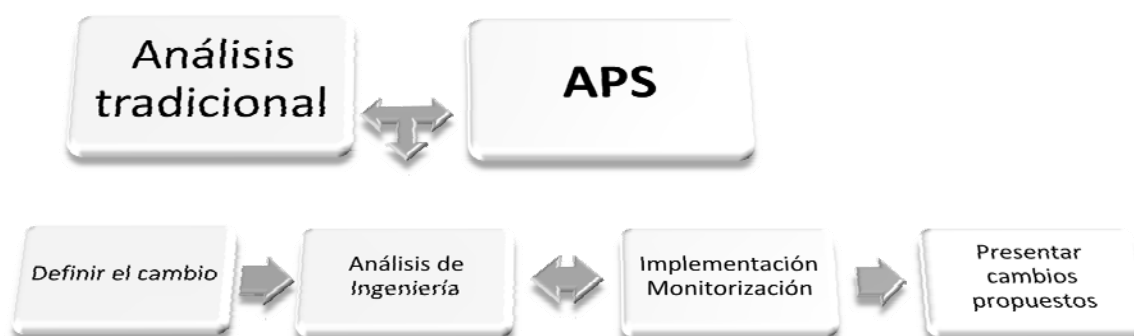 Análisis
tradicional
APS
Definir el cambio
Análisis de
Ingeniería
Implementación
Monitorización
Presentar
cambios
propuestos